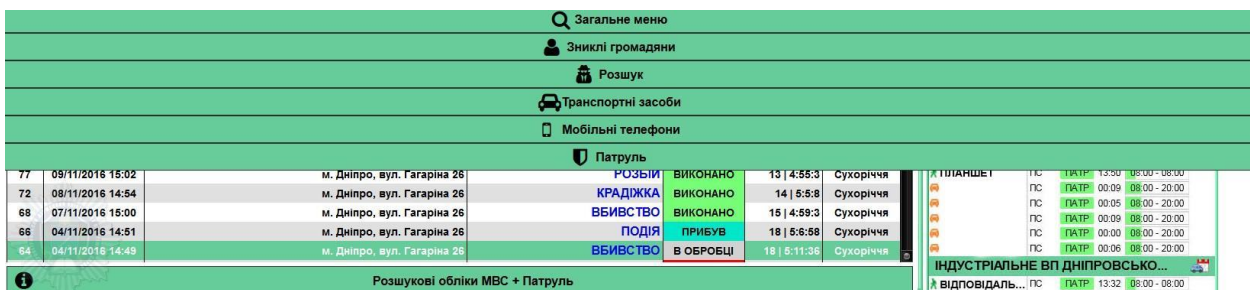 Загальне меню
Зниклі громадяни
Розшук
Транспортні засоби
Мобільні телефони
Патруль
77 09/11/2016 15:02 м. Дніпро, вул. Гагаріна 26 РОЗБІЙ ВИКОНАНО 13 | 4:55:3 Сухоріччя
72 08/11/2016 14:54 м. Дніпро, вул. Гагаріна 26 КРАДІЖКА ВИКОНАНО 14 | 5:5:8 Сухоріччя
68 07/11/2016 15:00 м. Дніпро, вул. Гагаріна 26 ВБИВСТВО ВИКОНАНО 15 | 4:59:3 Сухоріччя
66 04/11/2016 14:51 м. Дніпро, вул. Гагаріна 26 ПОДІЯ ПРИБУВ 18 | 5:6:58 Сухоріччя
64 04/11/2016 14:49 м. Дніпро, вул. Гагаріна 26 ВБИВСТВО В ОБРОБЦІ 18 | 5:11:36 Сухоріччя
Розшукові обліки МВС + Патруль
ПЛАНШЕТ ПС ПАТР 13:50 08:00 - 08:00
ПС ПАТР 00:09 08:00 - 20:00
ПС ПАТР 00:05 08:00 - 20:00
ПС ПАТР 00:09 08:00 - 20:00
ПС ПАТР 00:00 08:00 - 20:00
ПС ПАТР 00:06 08:00 - 20:00
ІНДУСТРІАЛЬНЕ ВП ДНІПРОВСЬКО...
ВІДПОВІДАЛЬ... ПС ПАТР 13:32 08:00 - 08:00